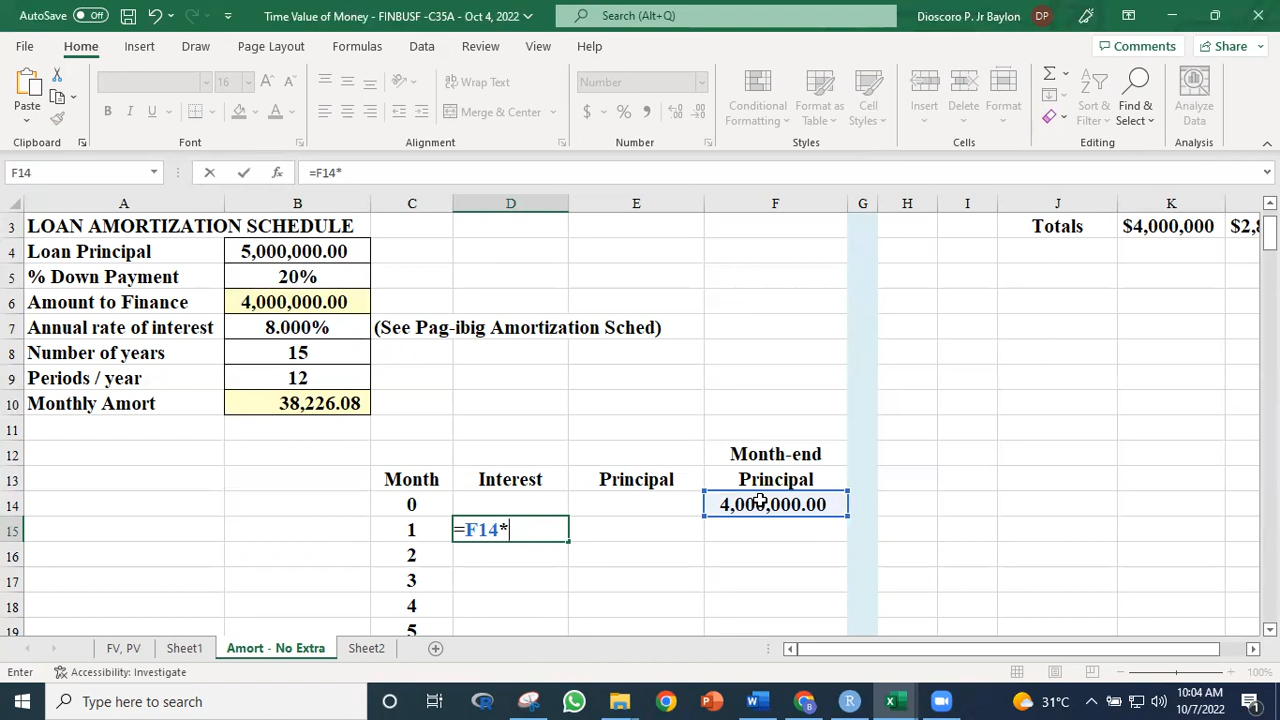 AutoSave Off Time Value of Money - FINBUSF -C35A - Oct 4, 2022 Search (Alt+Q) Dioscoro P. Jr Baylon DP
File Home Insert Draw Page Layout Formulas Data Review View Help Comments Share
Paste 16 Wrap Text Number Conditional Formatting Format as Table Cell Styles Insert Delete Format Sort & Filter Find & Select Analyze Data
B I U Merge & Center $ %
Clipboard Font Alignment Number Styles Cells Editing Analysis
F14 fx =F14*
A B C D E F G H I J K
3 LOAN AMORTIZATION SCHEDULE Totals $4,000,000 $2,8
4 Loan Principal 5,000,000.00
5 % Down Payment 20%
6 Amount to Finance 4,000,000.00
7 Annual rate of interest 8.000% (See Pag-ibig Amortization Sched)
8 Number of years 15
9 Periods / year 12
10 Monthly Amort 38,226.08
11
12 Month-end
13 Month Interest Principal Principal
14 0 4,000,000.00
15 1 =F14*
16 2
17 3
18 4
19 5
FV, PV Sheet1 Amort - No Extra Sheet2
Enter Accessibility: Investigate 100%
Type here to search 31°C 10:04 AM
10/7/2022